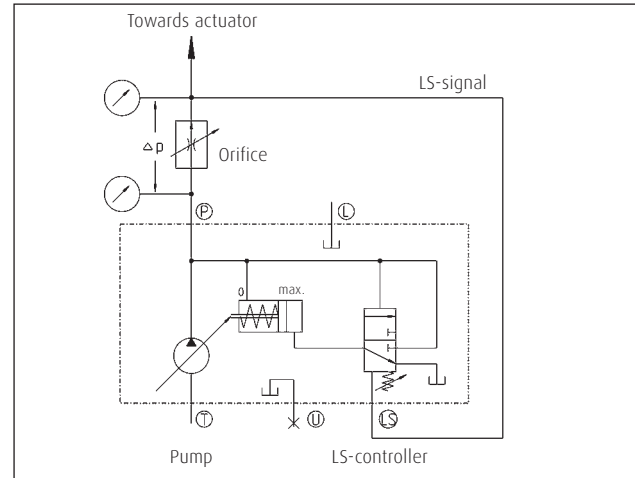 Towards actuator
LS-signal
Δp
Orifice
P
L
0
max.
T
U
LS
Pump
LS-controller